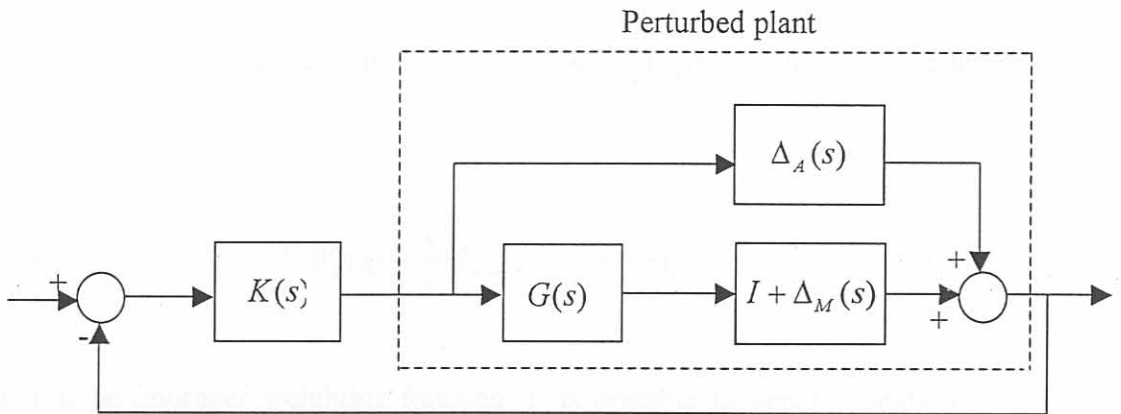 Perturbed plant
Δ_A(s)
+
K(s)
G(s)
I + Δ_M(s)
+
+
-